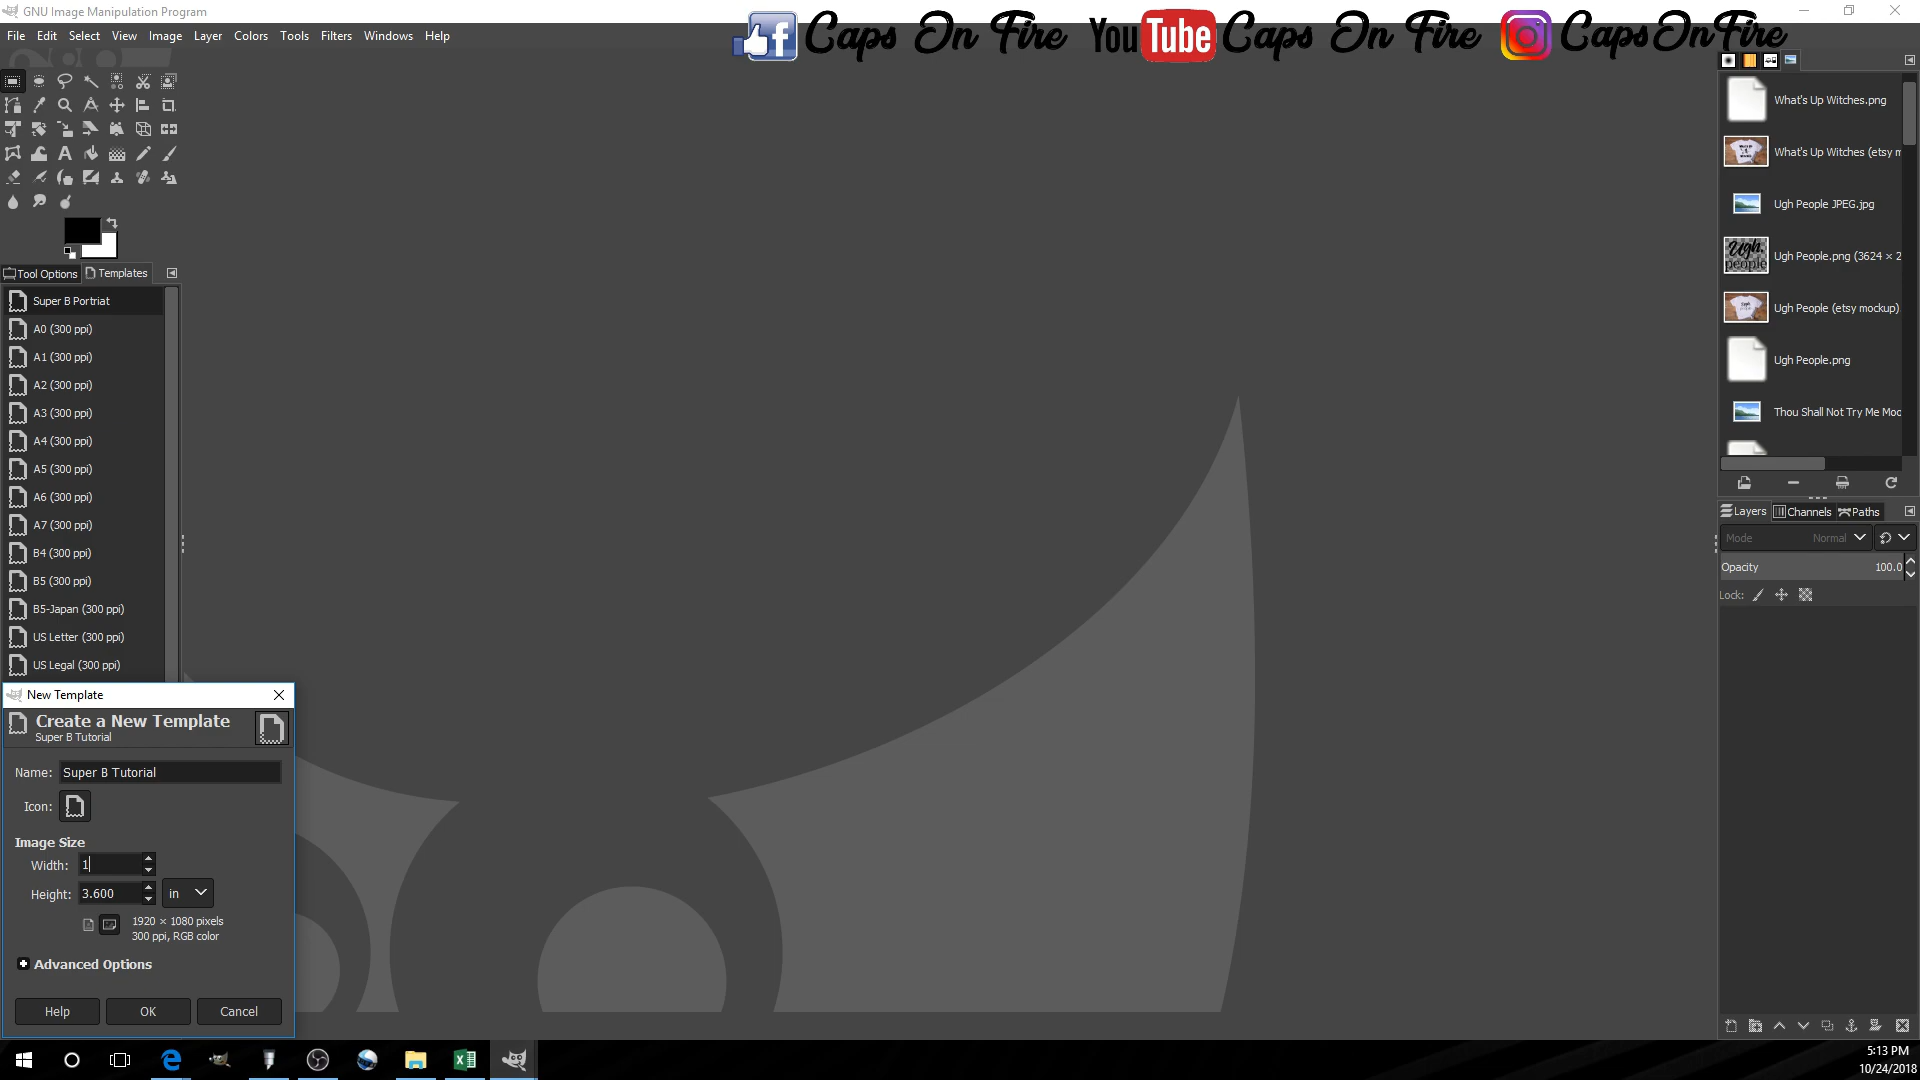 GNU Image Manipulation Program
Caps On Fire YouTube Caps On Fire CapsOnFire
File Edit Select View Image Layer Colors Tools Filters Windows Help
Tool Options Templates
Super B Portriat
A0 (300 ppi)
A1 (300 ppi)
A2 (300 ppi)
A3 (300 ppi)
A4 (300 ppi)
A5 (300 ppi)
A6 (300 ppi)
A7 (300 ppi)
B4 (300 ppi)
B5 (300 ppi)
B5-Japan (300 ppi)
US Letter (300 ppi)
US Legal (300 ppi)
New Template
Create a New Template
Super B Tutorial
Name: Super B Tutorial
Icon:
Image Size
Width: 1
Height: 3.600 in
1920 × 1080 pixels
300 ppi, RGB color
Advanced Options
Help OK Cancel
What's Up Witches.png
What's Up Witches (etsy m
Ugh People JPEG.jpg
Ugh People.png (3624 × 2
Ugh People (etsy mockup)
Ugh People.png
Thou Shall Not Try Me Moc
Layers Channels Paths
Mode Normal
Opacity 100.0
Lock:
5:13 PM
10/24/2018